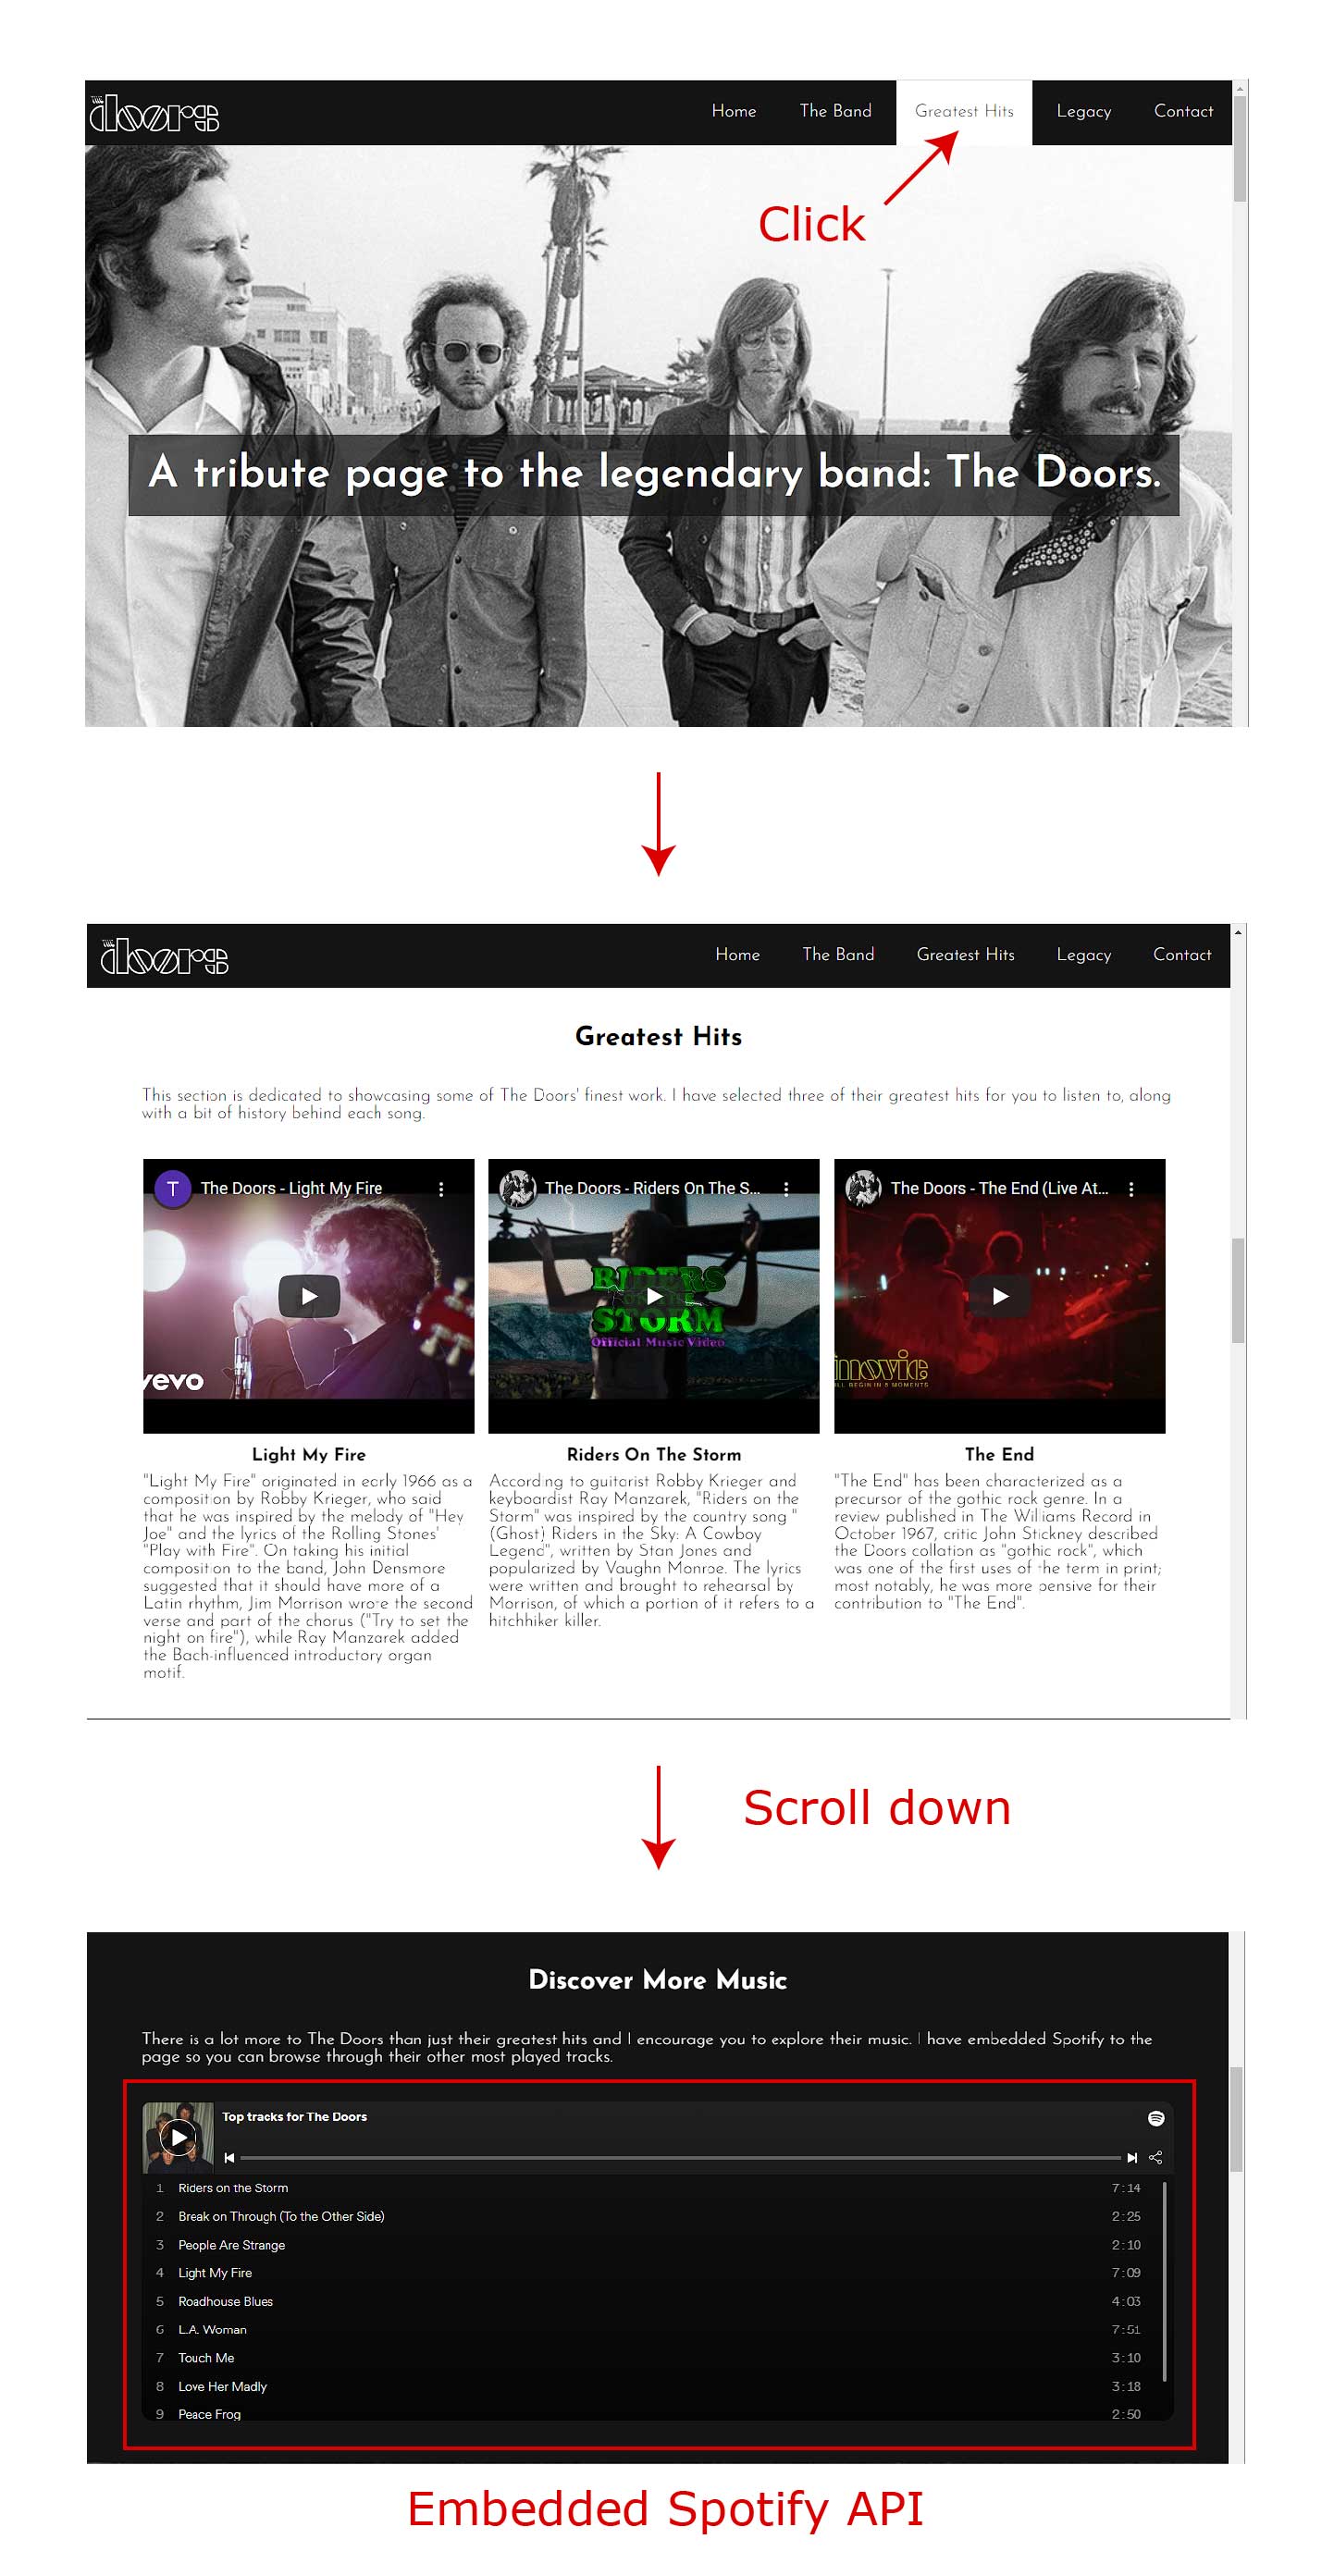 the doors
Home The Band Greatest Hits Legacy Contact
Click
A tribute page to the legendary band: The Doors.
the doors
Home The Band Greatest Hits Legacy Contact
Greatest Hits
This section is dedicated to showcasing some of The Doors' finest work. I have selected three of their greatest hits for you to listen to, along
with a bit of history behind each song.
T The Doors - Light My Fire
vevo
Light My Fire
"Light My Fire" originated in early 1966 as a
composition by Robby Krieger, who said
that he was inspired by the melody of "Hey
Joe" and the lyrics of the Rolling Stones'
"Play with Fire". On taking his initial
composition to the band, John Densmore
suggested that it should have more of a
Latin rhythm, Jim Morrison wrote the second
verse and part of the chorus ("Try to set the
night on fire"), while Ray Manzarek added
the Bach-influenced introductory organ
motif.
The Doors - Riders On The S...
RIDERS
ON THE
STORM
Official Music Video
Riders On The Storm
According to guitarist Robby Krieger and
keyboardist Ray Manzarek, "Riders on the
Storm" was inspired by the country song "
(Ghost) Riders in the Sky: A Cowboy
Legend", written by Stan Jones and
popularized by Vaughn Monroe. The lyrics
were written and brought to rehearsal by
Morrison, of which a portion of it refers to a
hitchhiker killer.
The Doors - The End (Live At...
movie
ALL BEGIN IN 8 MOMENTS
The End
"The End" has been characterized as a
precursor of the gothic rock genre. In a
review published in The Williams Record in
October 1967, critic John Stickney described
the Doors collation as "gothic rock", which
was one of the first uses of the term in print;
most notably, he was more pensive for their
contribution to "The End".
Scroll down
Discover More Music
There is a lot more to The Doors than just their greatest hits and I encourage you to explore their music. I have embedded Spotify to the
page so you can browse through their other most played tracks.
Top tracks for The Doors
1 Riders on the Storm 7:14
2 Break on Through (To the Other Side) 2:25
3 People Are Strange 2:10
4 Light My Fire 7:09
5 Roadhouse Blues 4:03
6 L.A. Woman 7:51
7 Touch Me 3:10
8 Love Her Madly 3:18
9 Peace Frog 2:50
Embedded Spotify API